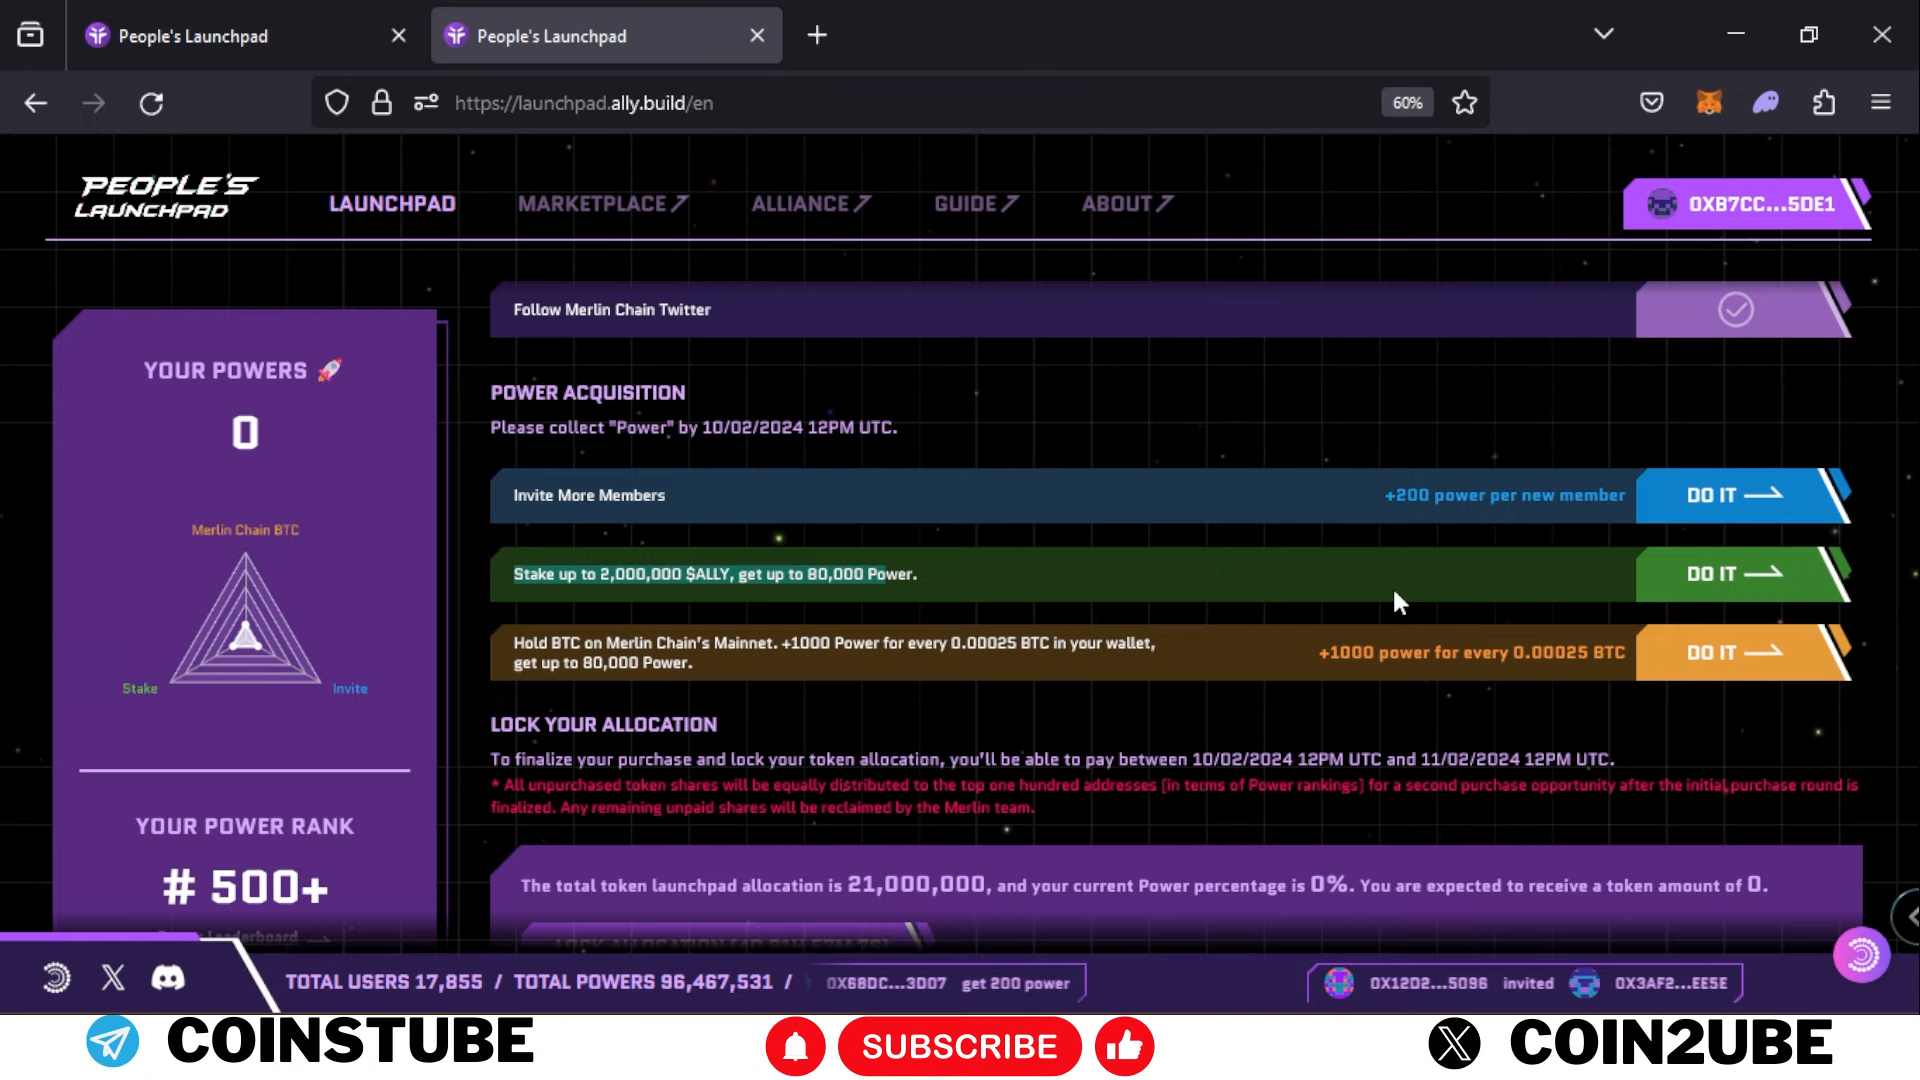 People's Launchpad
People's Launchpad
https://launchpad.ally.build/en
60%
PEOPLE'S
LAUNCHPAD
LAUNCHPAD
MARKETPLACE
ALLIANCE
GUIDE
ABOUT
0XB7CC...5DE1
Follow Merlin Chain Twitter
YOUR POWERS
0
Merlin Chain BTC
Stake
Invite
YOUR POWER RANK
# 500+
Leaderboard
POWER ACQUISITION
Please collect "Power" by 10/02/2024 12PM UTC.
Invite More Members
+200 power per new member
DO IT
Stake up to 2,000,000 $ALLY, get up to 80,000 Power.
DO IT
Hold BTC on Merlin Chain's Mainnet. +1000 Power for every 0.00025 BTC in your wallet,
get up to 80,000 Power.
+1000 power for every 0.00025 BTC
DO IT
LOCK YOUR ALLOCATION
To finalize your purchase and lock your token allocation, you'll be able to pay between 10/02/2024 12PM UTC and 11/02/2024 12PM UTC.
* All unpurchased token shares will be equally distributed to the top one hundred addresses [in terms of Power rankings] for a second purchase opportunity after the initial purchase round is
finalized. Any remaining unpaid shares will be reclaimed by the Merlin team.
The total token launchpad allocation is 21,000,000, and your current Power percentage is 0%. You are expected to receive a token amount of 0.
LOCK ALLOCATION
TOTAL USERS 17,855 / TOTAL POWERS 96,467,531 /
0X68DC...3D07 get 200 power
0X12D2...5096 invited 0X3AF2...EE5E
COINSTUBE
SUBSCRIBE
COIN2UBE